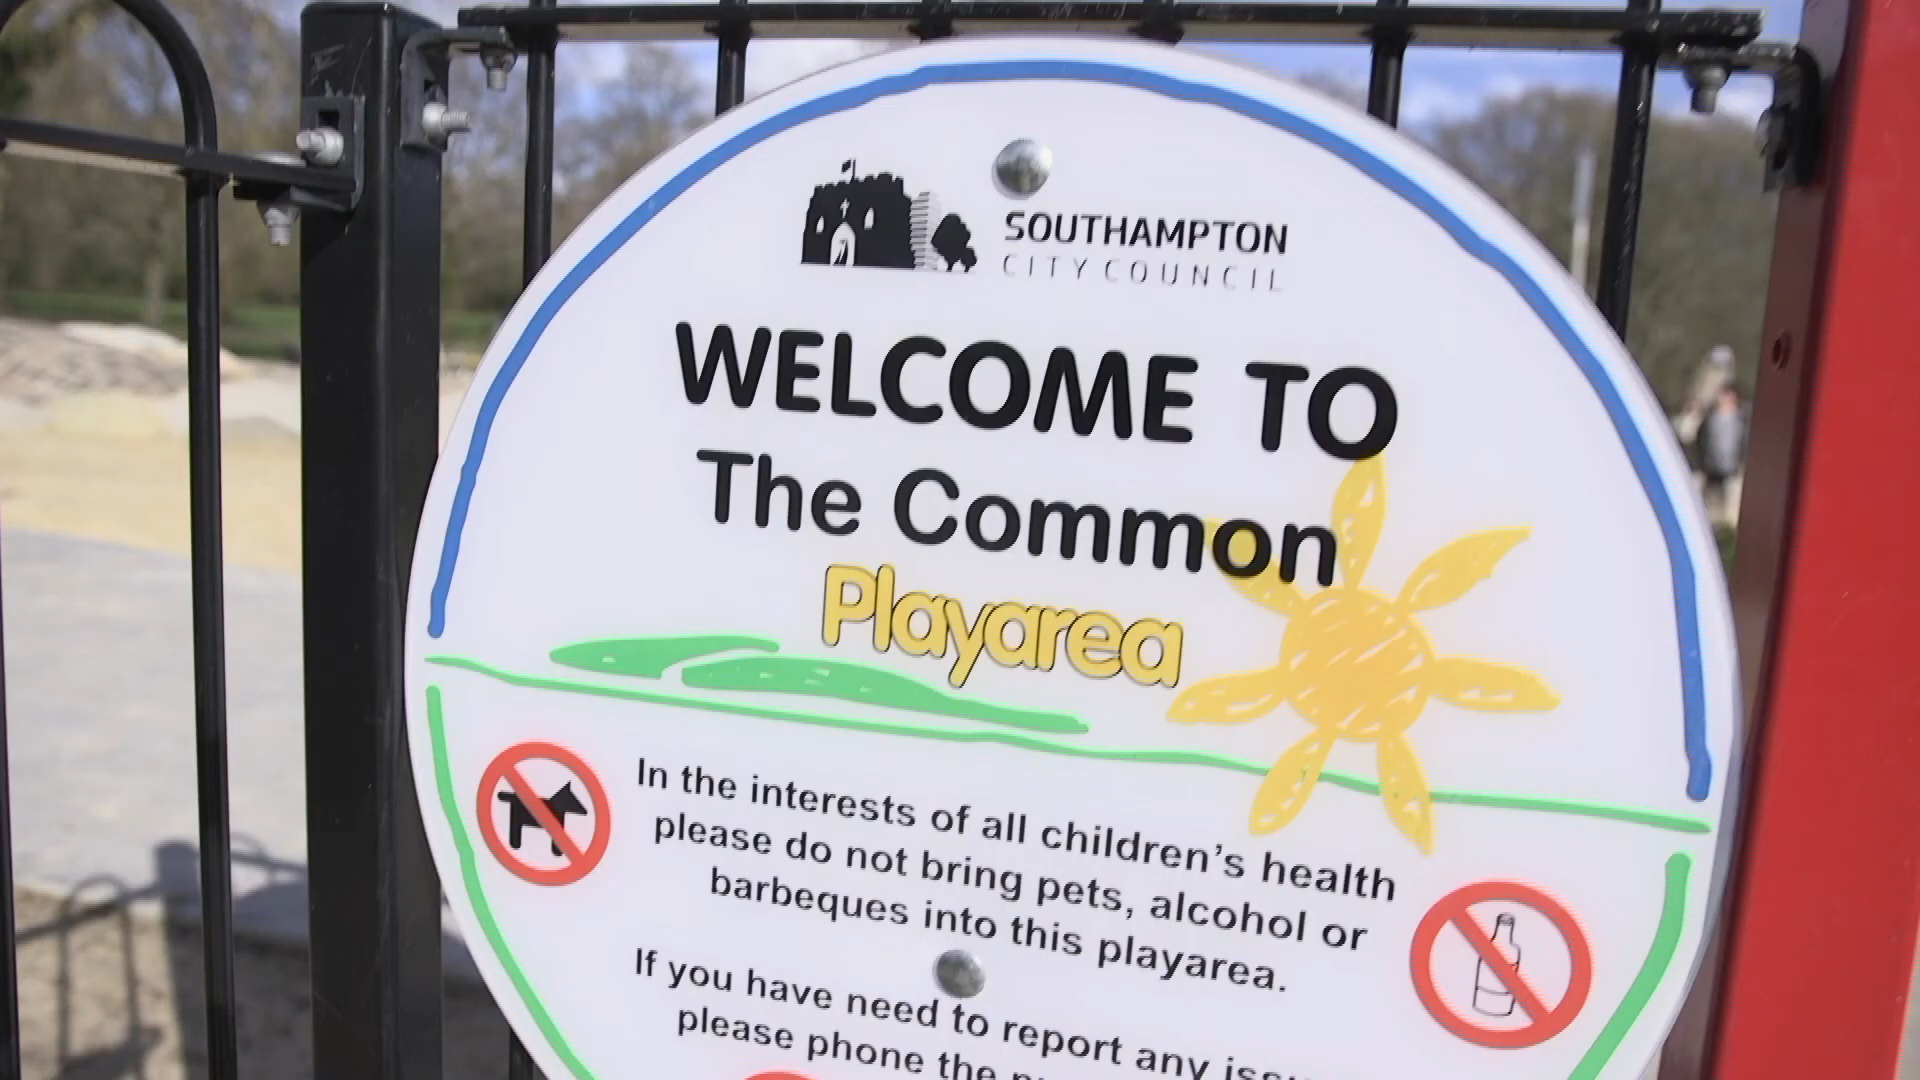 SOUTHAMPTON
CITY COUNCIL
WELCOME TO
The Common
Playarea
In the interests of all children's health
please do not bring pets, alcohol or
barbeques into this playarea.
If you have need to report any
please phone the